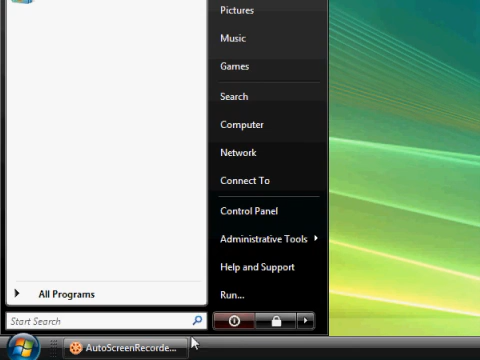 Pictures
Music
Games
Search
Computer
Network
Connect To
Control Panel
Administrative Tools
Help and Support
Run...
All Programs
Start Search
AutoScreenRecorde...